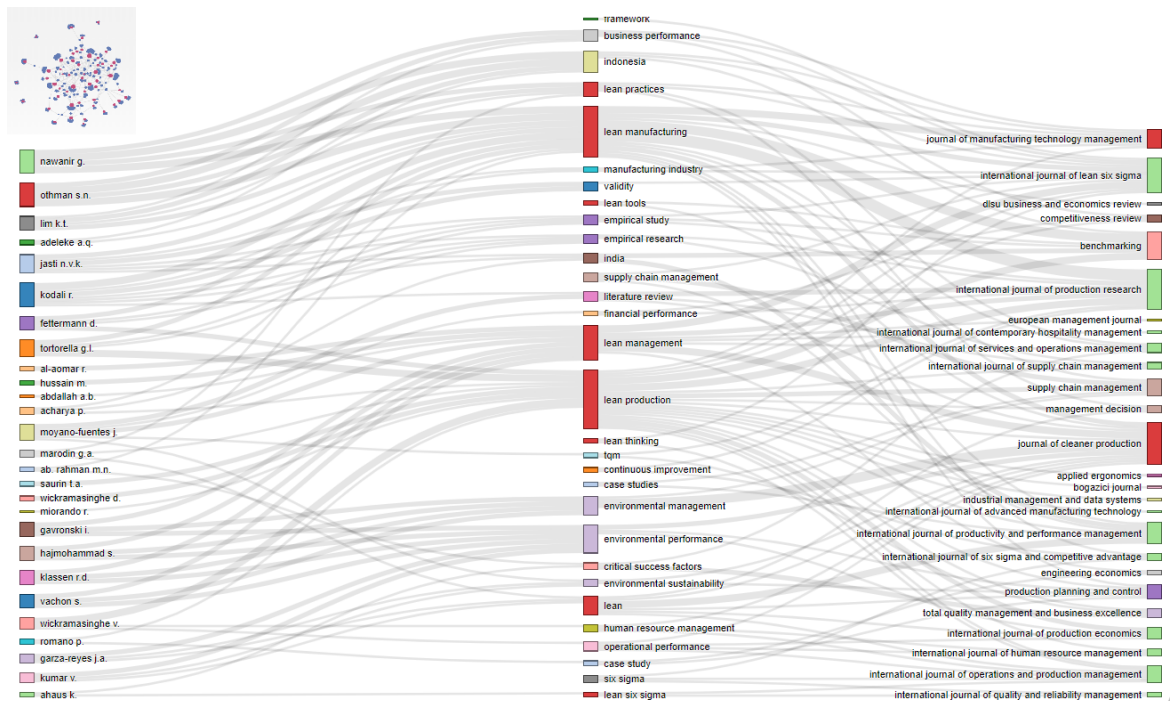 nawanir g.
othman s.n.
lim k.t.
adeleke a.q.
jasti n.v.k.
kodali r.
fettermann d.
tortorella g.l.
al-aomar r.
hussain m.
abdallah a.b.
acharya p.
moyano-fuentes j.
marodin g.a.
ab. rahman m.n.
saurin t.a.
wickramasinghe d.
miorando r.
gavronski i.
hajmohammad s.
klassen r.d.
vachon s.
wickramasinghe v.
romano p.
garza-reyes j.a.
kumar v.
ahaus k.
framework
business performance
indonesia
lean practices
lean manufacturing
manufacturing industry
validity
lean tools
empirical study
empirical research
india
supply chain management
literature review
financial performance
lean management
lean production
lean thinking
tqm
continuous improvement
case studies
environmental management
environmental performance
critical success factors
environmental sustainability
lean
human resource management
operational performance
case study
six sigma
lean six sigma
journal of manufacturing technology management
international journal of lean six sigma
dlsu business and economics review
competitiveness review
benchmarking
international journal of production research
european management journal
international journal of contemporary hospitality management
international journal of services and operations management
international journal of supply chain management
supply chain management
management decision
journal of cleaner production
applied ergonomics
bogazici journal
industrial management and data systems
international journal of advanced manufacturing technology
international journal of productivity and performance management
international journal of six sigma and competitive advantage
engineering economics
production planning and control
total quality management and business excellence
international journal of production economics
international journal of human resource management
international journal of operations and production management
international journal of quality and reliability management